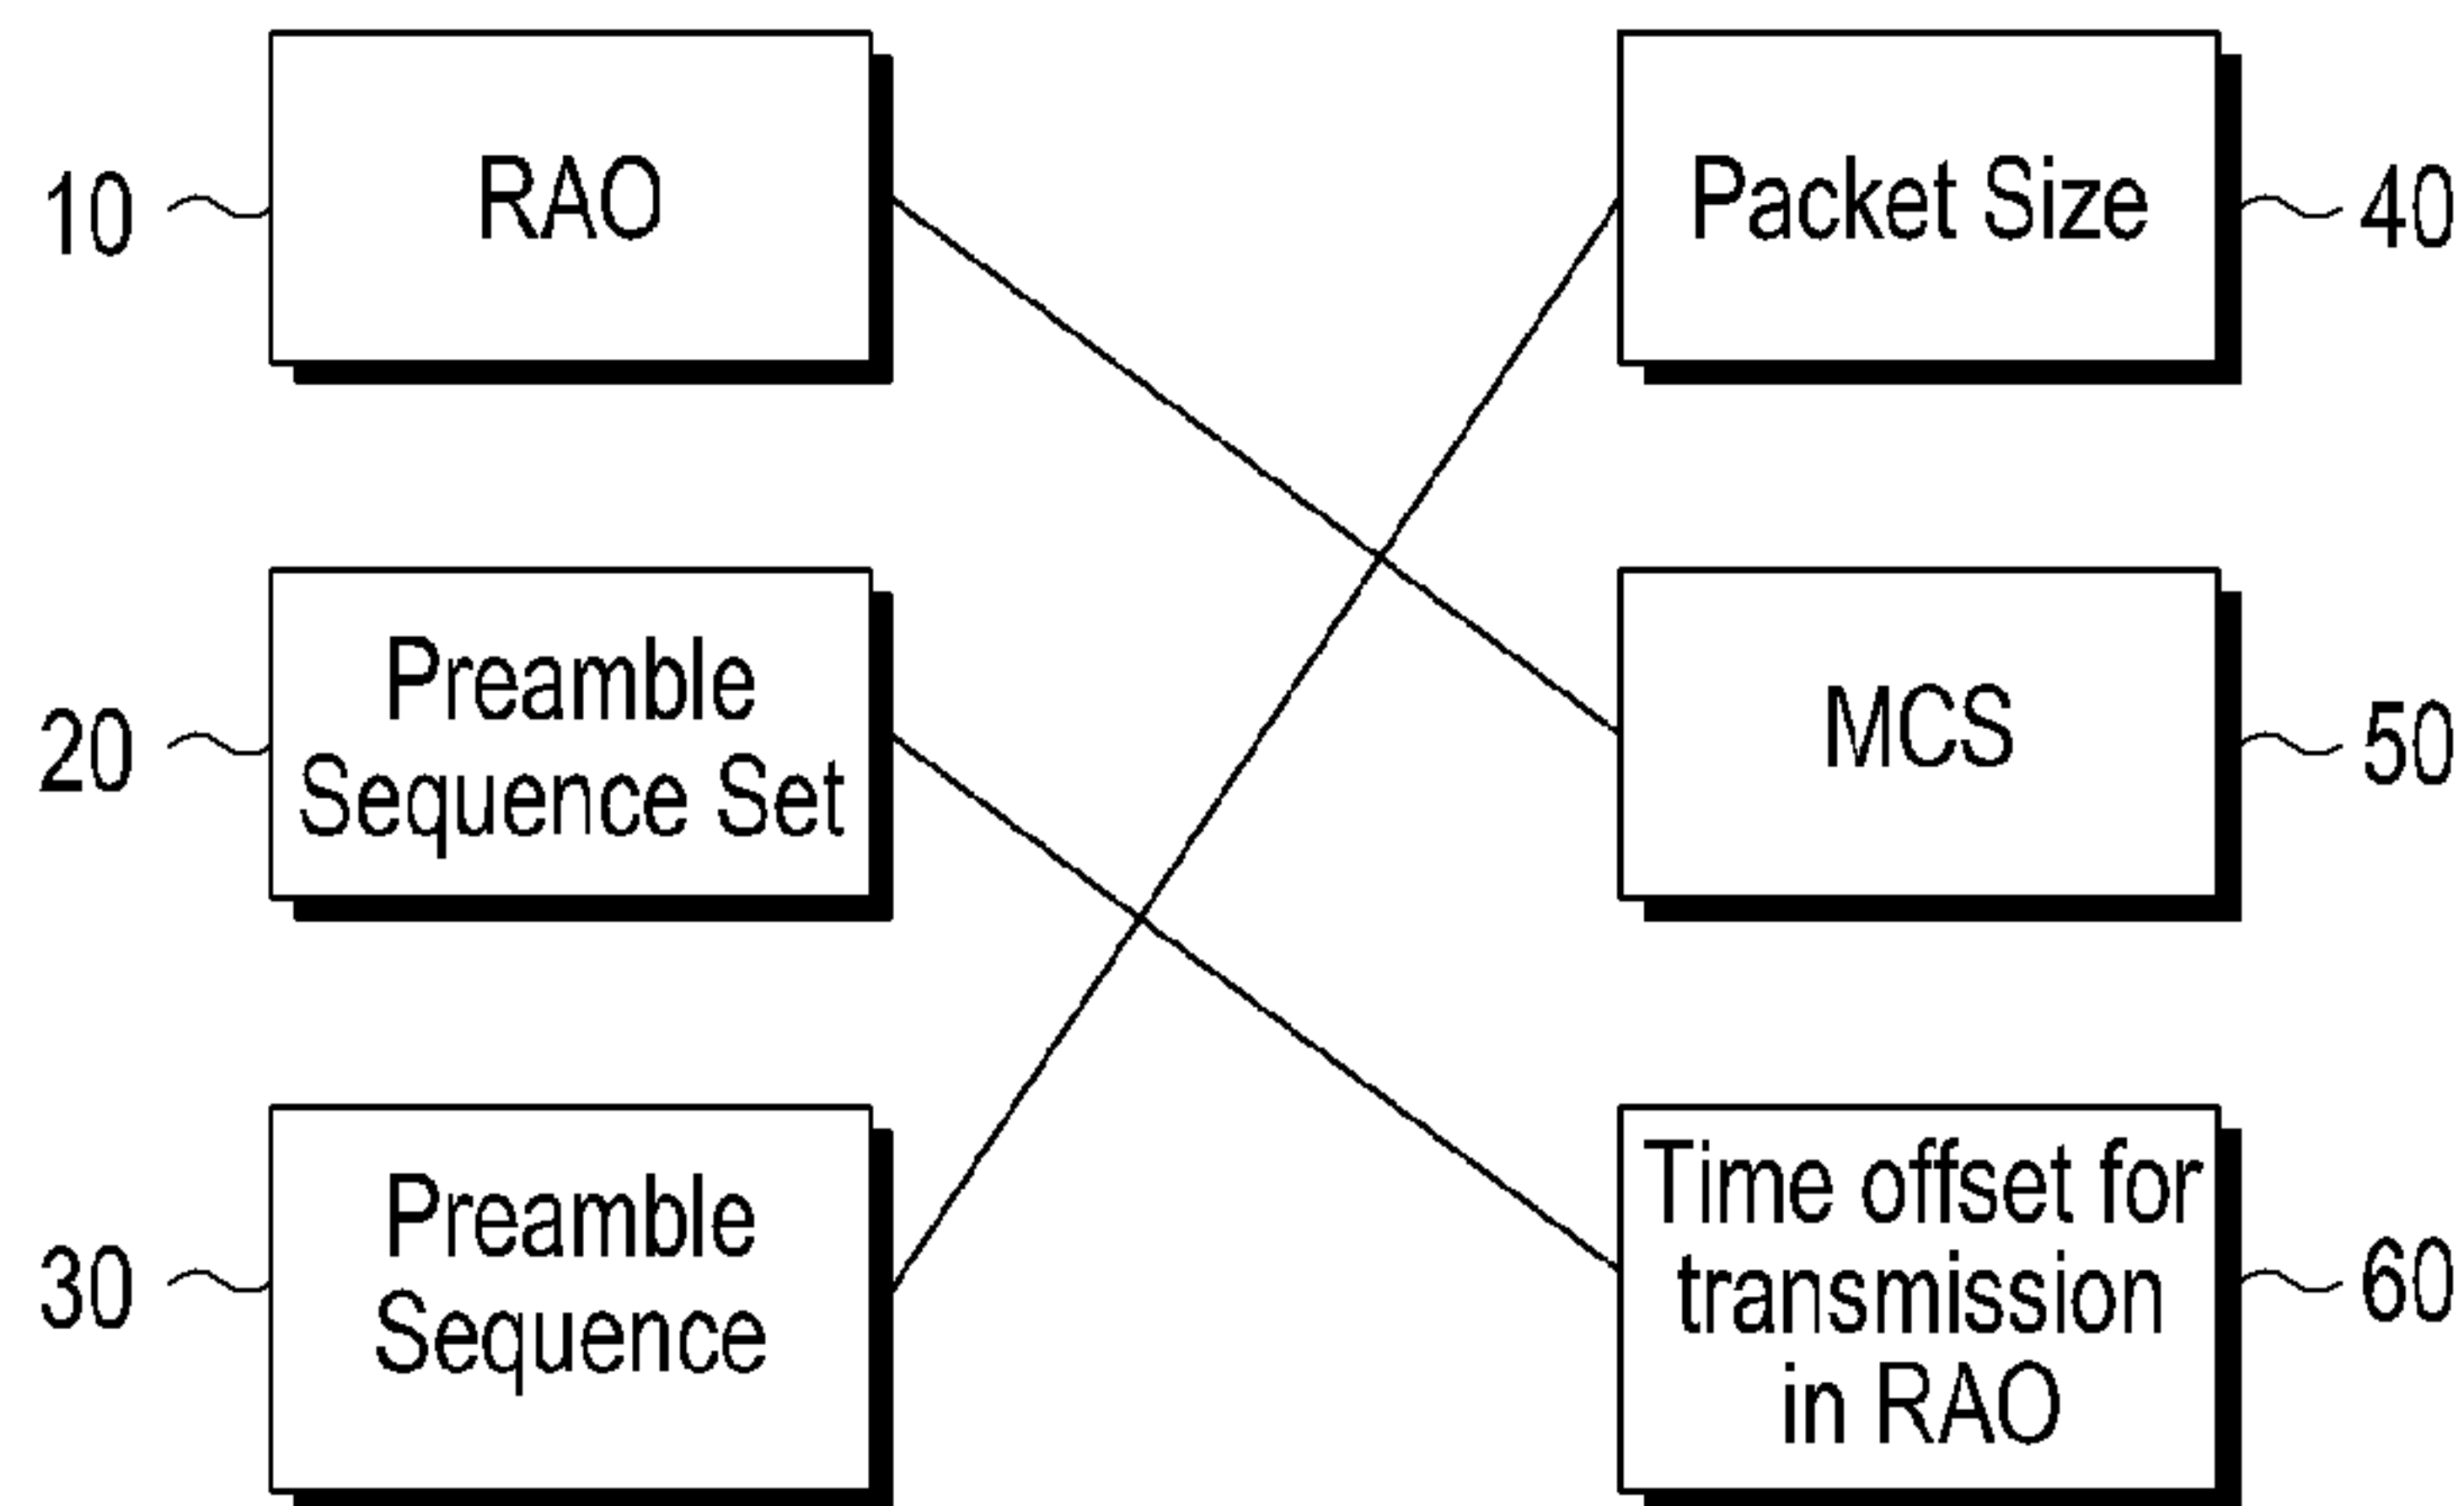 10
RAO
Packet Size
40
20
Preamble
Sequence Set
MCS
50
30
Preamble
Sequence
Time offset for
transmission
in RAO
60